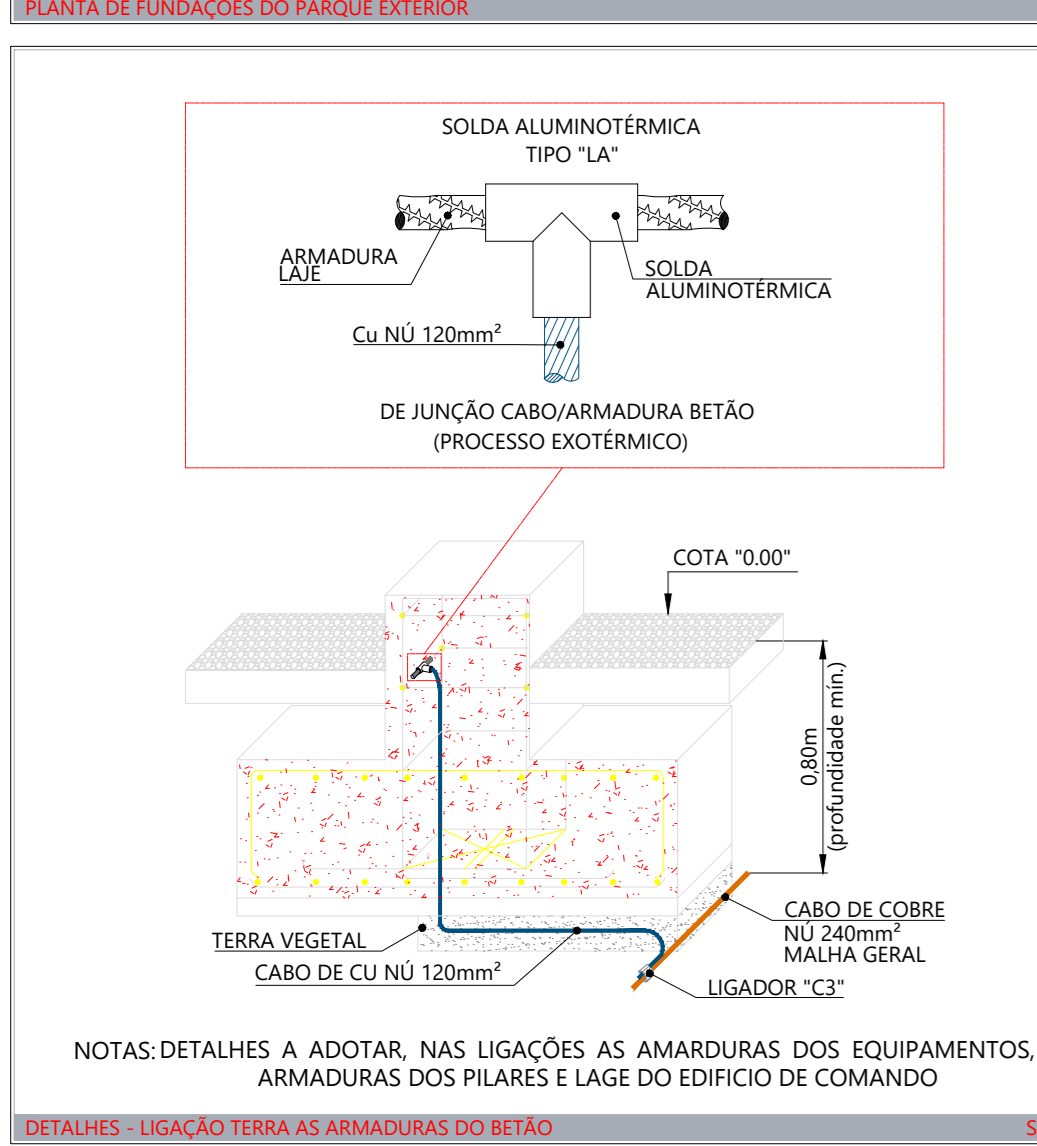 PLANTA DE FUNDAÇÕES DO PARQUE EXTERIOR
SOLDA ALUMINOTÉRMICA
TIPO "LA"
ARMADURA
LAJE
SOLDA
ALUMINOTÉRMICA
Cu NÚ 120mm²
DE JUNÇÃO CABO/ARMADURA BETÃO
(PROCESSO EXOTÉRMICO)
COTA "0.00"
0,80m
(profundidade mín.)
CABO DE COBRE
NÚ 240mm²
MALHA GERAL
TERRA VEGETAL
CABO DE CU NÚ 120mm²
LIGADOR "C3"
NOTAS: DETALHES A ADOTAR, NAS LIGAÇÕES AS AMARDURAS DOS EQUIPAMENTOS,
ARMADURAS DOS PILARES E LAGE DO EDIFICIO DE COMANDO
DETALHES - LIGAÇÃO TERRA AS ARMADURAS DO BETÃO